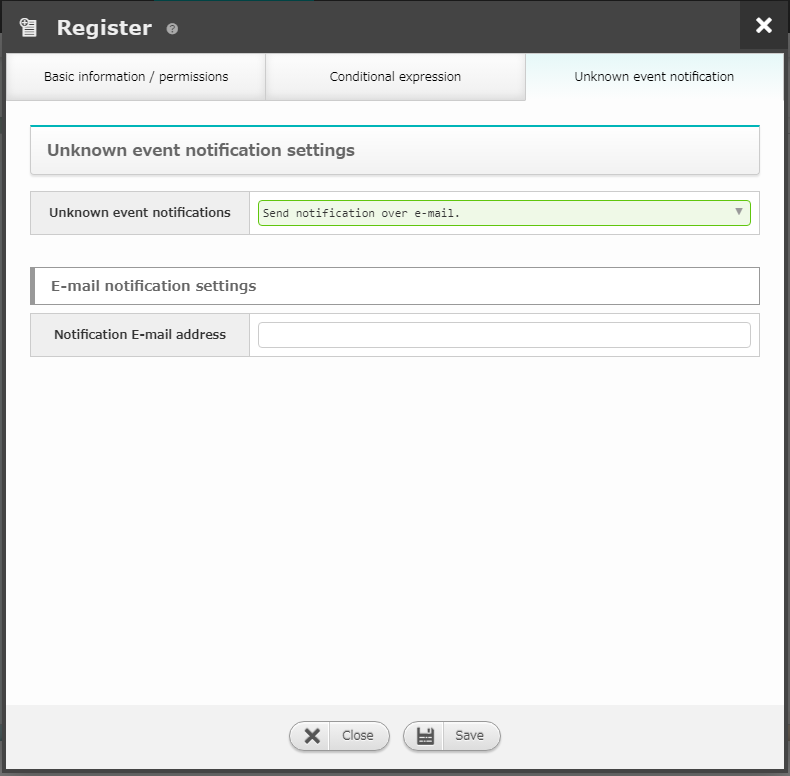 Register
Basic information / permissions
Conditional expression
Unknown event notification
Unknown event notification settings
Unknown event notifications
Send notification over e-mail.
E-mail notification settings
Notification E-mail address
Close
Save